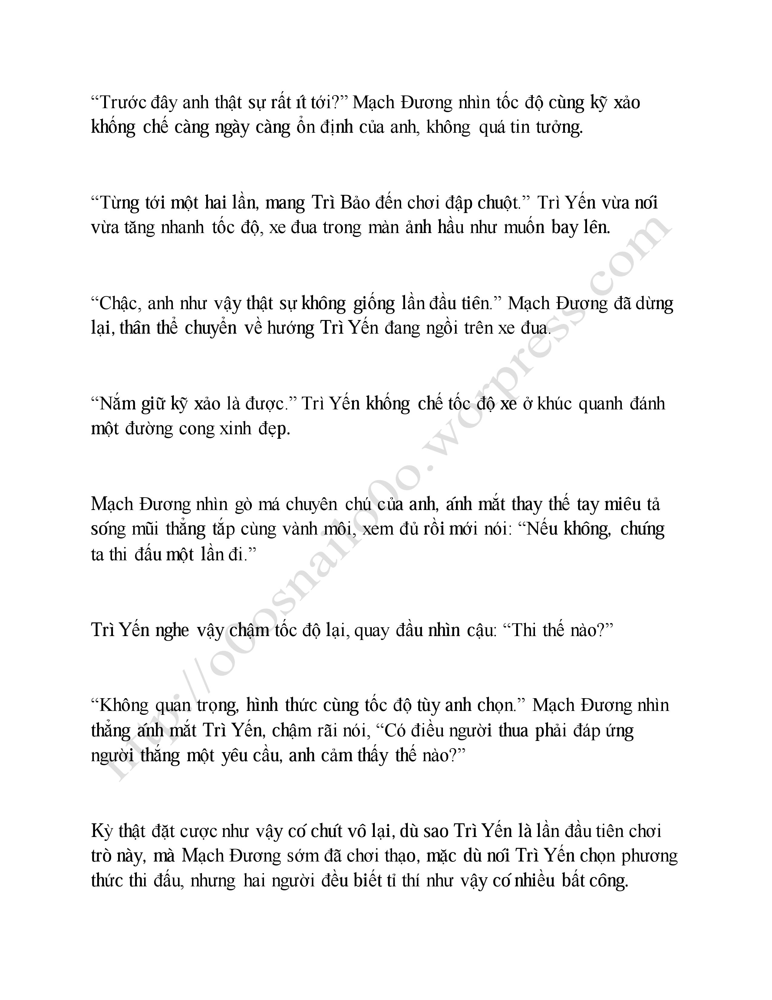 “Trước đây anh thật sự rất ít tới?” Mạch Đương nhìn tốc độ cùng kỹ xảo
khống chế càng ngày càng ổn định của anh, không quá tin tưởng.
“Từng tới một hai lần, mang Trì Bảo đến chơi đập chuột.” Trì Yến vừa nói
vừa tăng nhanh tốc độ, xe đua trong màn ảnh hầu như muốn bay lên.
“Chậc, anh như vậy thật sự không giống lần đầu tiên.” Mạch Đương đã dừng
lại, thân thể chuyển về hướng Trì Yến đang ngồi trên xe đua.
“Nắm giữ kỹ xảo là được.” Trì Yến khống chế tốc độ xe ở khúc quanh đánh
một đường cong xinh đẹp.
Mạch Đương nhìn gò má chuyên chú của anh, ánh mắt thay thế tay miêu tả
sóng mũi thẳng tắp cùng vành môi, xem đủ rồi mới nói: “Nếu không, chúng
ta thi đấu một lần đi.”
Trì Yến nghe vậy chậm tốc độ lại, quay đầu nhìn cậu: “Thi thế nào?”
“Không quan trọng, hình thức cùng tốc độ tùy anh chọn.” Mạch Đương nhìn
thẳng ánh mắt Trì Yến, chậm rãi nói, “Có điều người thua phải đáp ứng
người thắng một yêu cầu, anh cảm thấy thế nào?”
Kỳ thật đặt cược như vậy có chút vô lại, dù sao Trì Yến là lần đầu tiên chơi
trò này, mà Mạch Đương sớm đã chơi thạo, mặc dù nói Trì Yến chọn phương
thức thi đấu, nhưng hai người đều biết tỉ thí như vậy có nhiều bất công.
http://o0osnailo0o.worpress.com